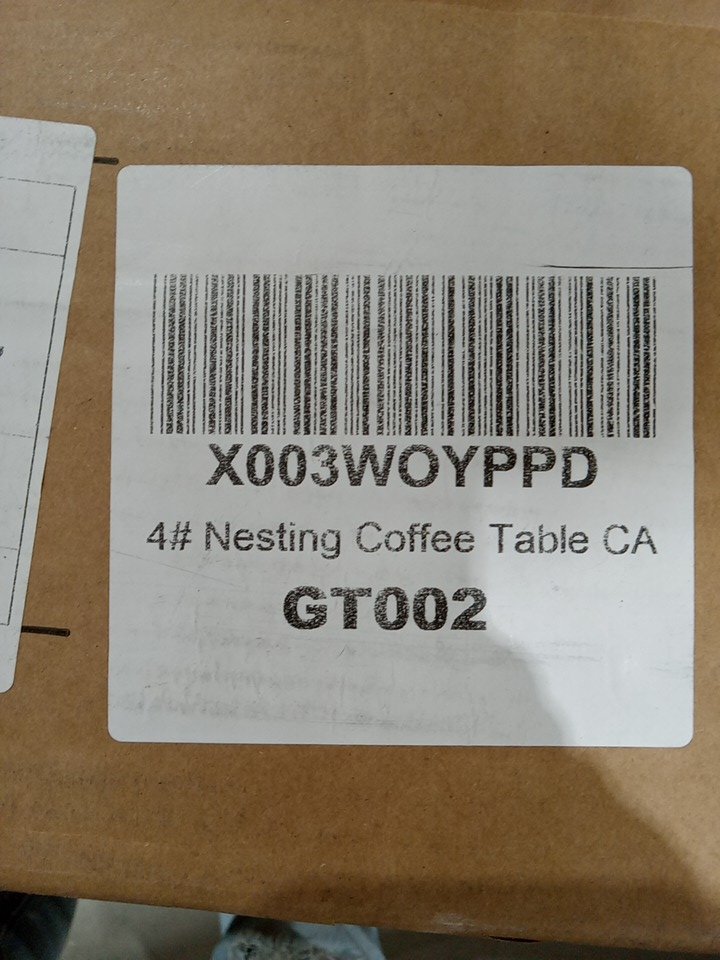 X003WOYPPD
4# Nesting Coffee Table CA
GT002